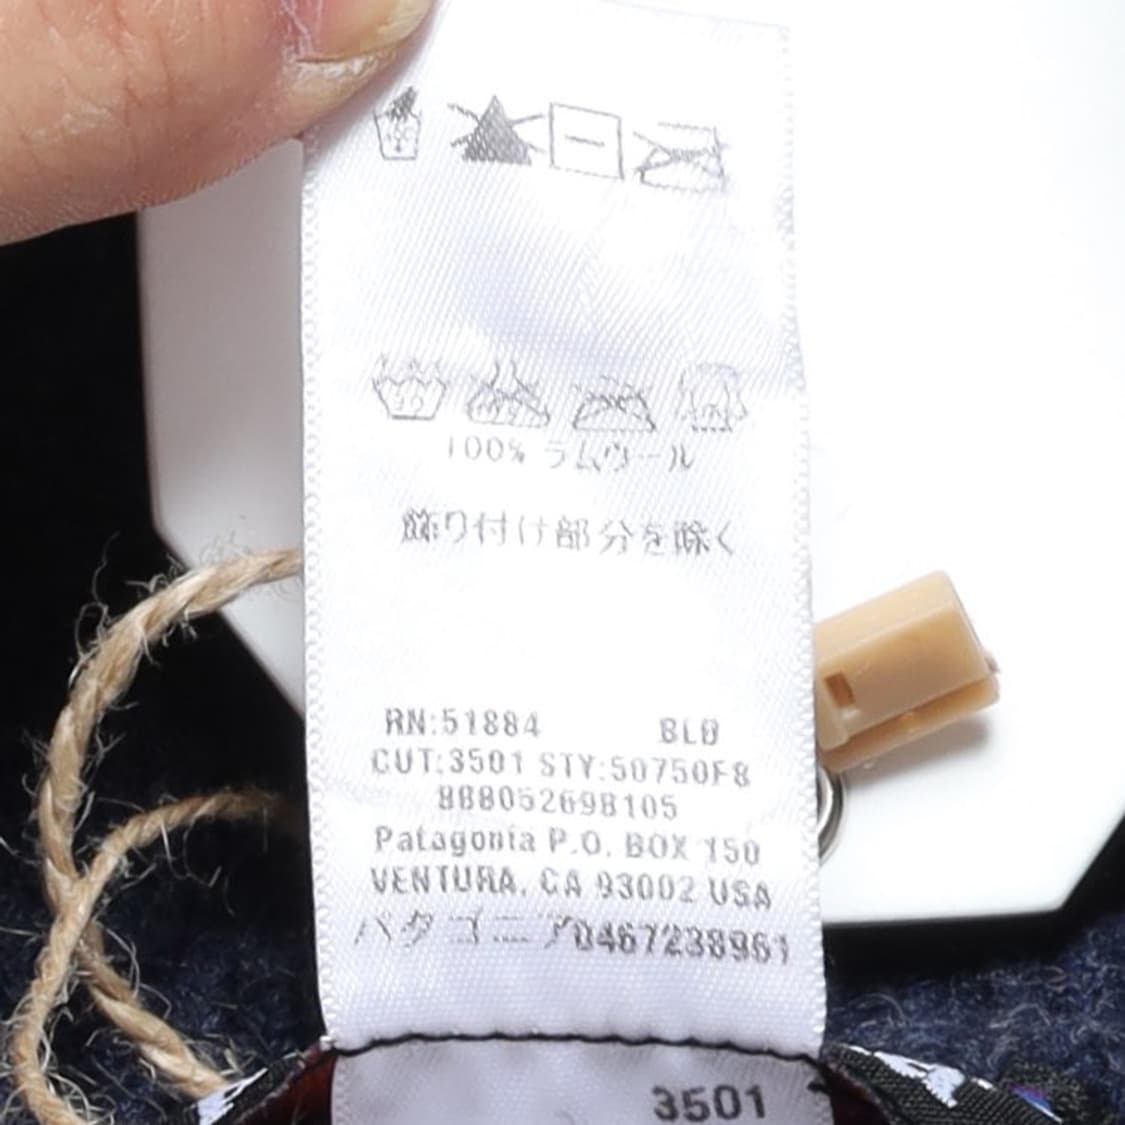 100% ラムウール
飾り付け部分を除く
RN:51884 BLB
CUT:3501 STY:50750F8
888052698105
Patagonia P.O. BOX 150
VENTURA, CA 93002 USA
パタゴニア0467238961
3501